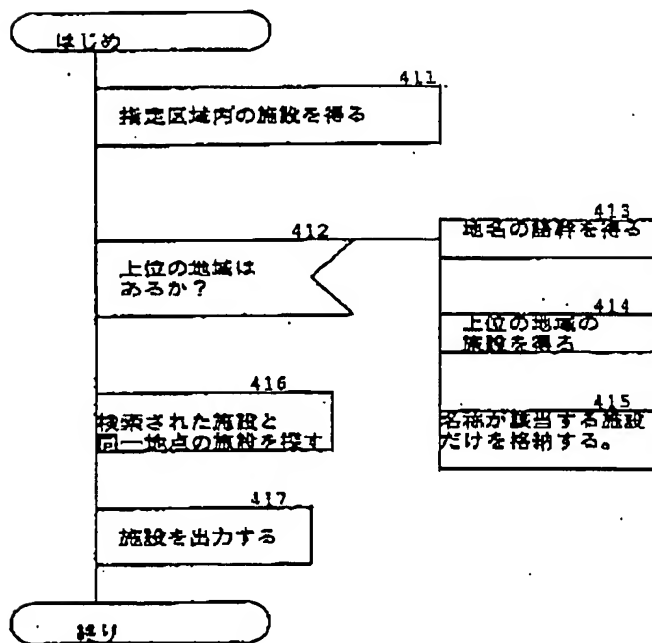 はじめ
411
指定区域内の施設を得る
412
上位の地域は
あるか？
413
地名の語幹を得る
414
上位の地域の
施設を得る
415
名称が該当する施設
だけを格納する。
416
検索された施設と
同一地点の施設を探す
417
施設を出力する
終り